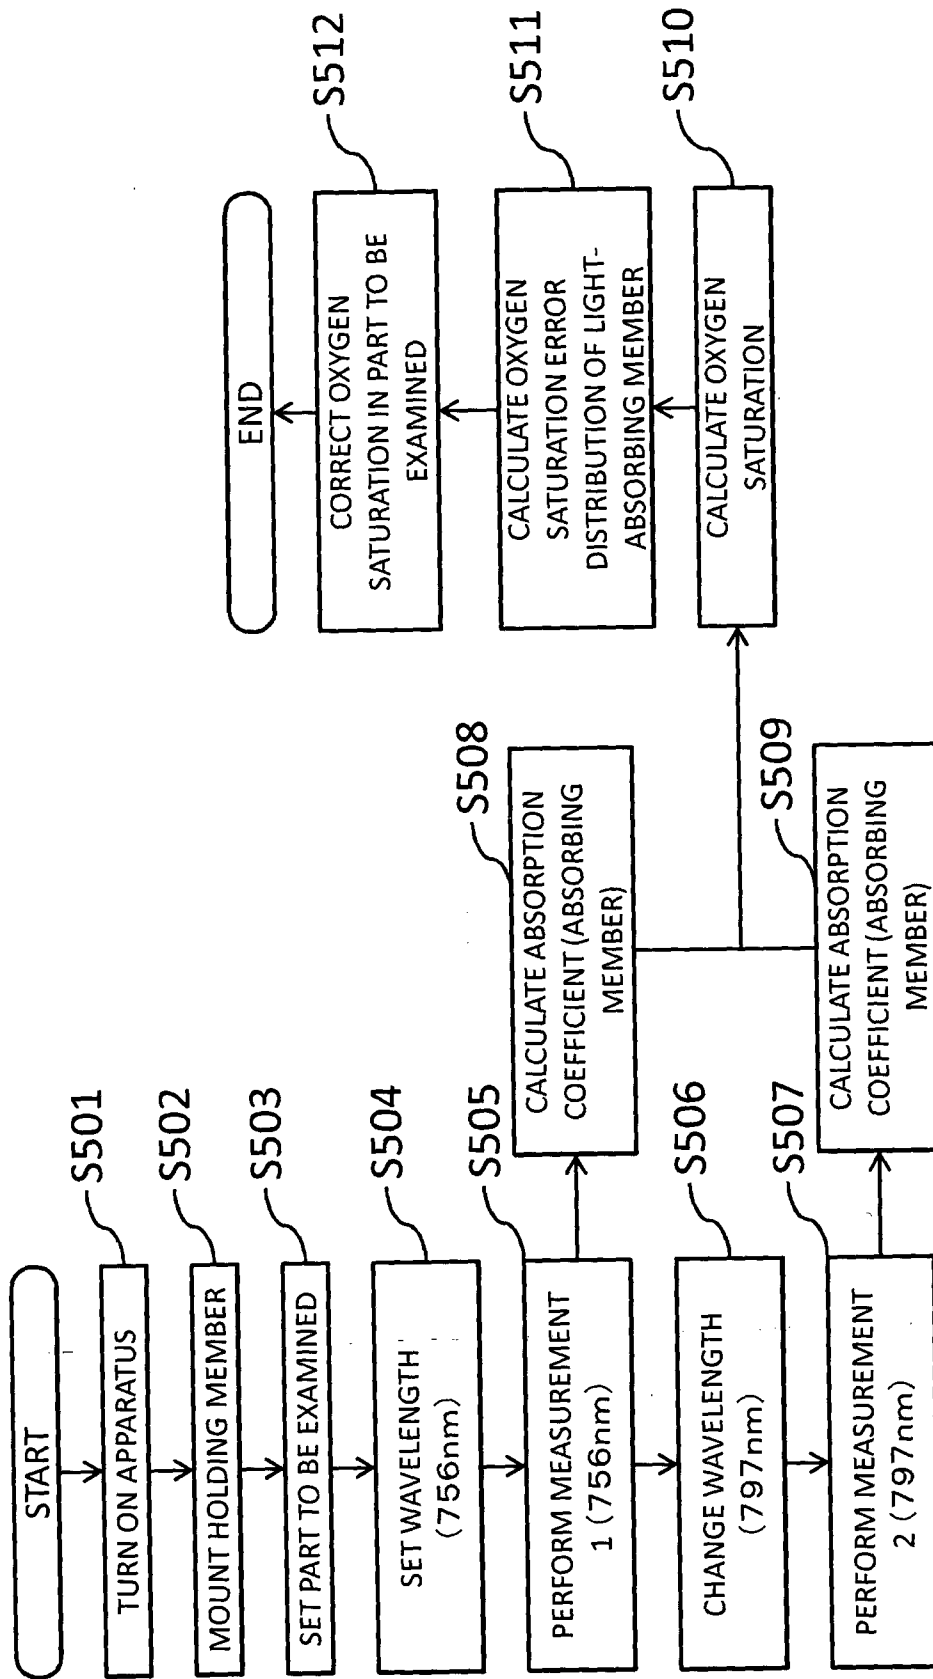 START
S501
TURN ON APPARATUS
S502
MOUNT HOLDING MEMBER
S503
SET PART TO BE EXAMINED
S504
SET WAVELENGTH
(756nm)
S505
PERFORM MEASUREMENT
1 (756nm)
S506
CHANGE WAVELENGTH
(797nm)
S507
PERFORM MEASUREMENT
2 (797nm)
S508
CALCULATE ABSORPTION
COEFFICIENT (ABSORBING
MEMBER)
S509
CALCULATE ABSORPTION
COEFFICIENT (ABSORBING
MEMBER)
S510
CALCULATE OXYGEN
SATURATION
S511
CALCULATE OXYGEN
SATURATION ERROR
DISTRIBUTION OF LIGHT-
ABSORBING MEMBER
S512
CORRECT OXYGEN
SATURATION IN PART TO BE
EXAMINED
END